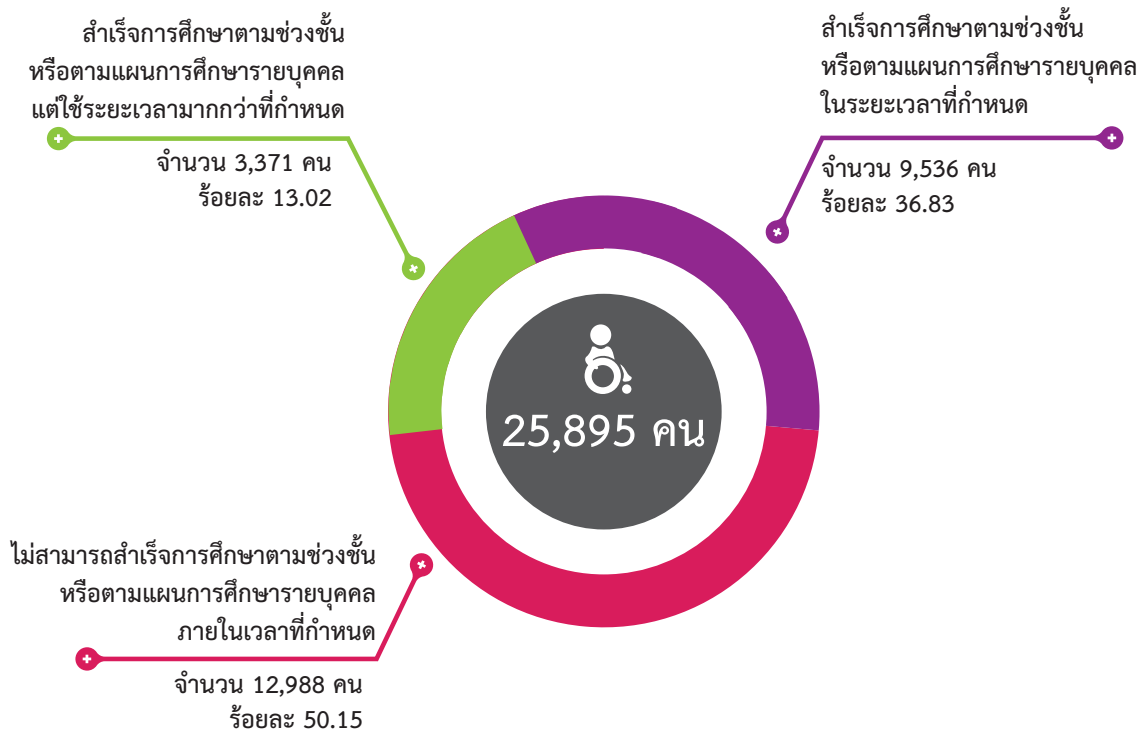 สำเร็จการศึกษาตามช่วงชั้น
หรือตามแผนการศึกษารายบุคคล
แต่ใช้ระยะเวลามากกว่าที่กำหนด
จำนวน 3,371 คน
ร้อยละ 13.02
สำเร็จการศึกษาตามช่วงชั้น
หรือตามแผนการศึกษารายบุคคล
ในระยะเวลาที่กำหนด
จำนวน 9,536 คน
ร้อยละ 36.83
25,895 คน
ไม่สามารถสำเร็จการศึกษาตามช่วงชั้น
หรือตามแผนการศึกษารายบุคคล
ภายในเวลาที่กำหนด
จำนวน 12,988 คน
ร้อยละ 50.15